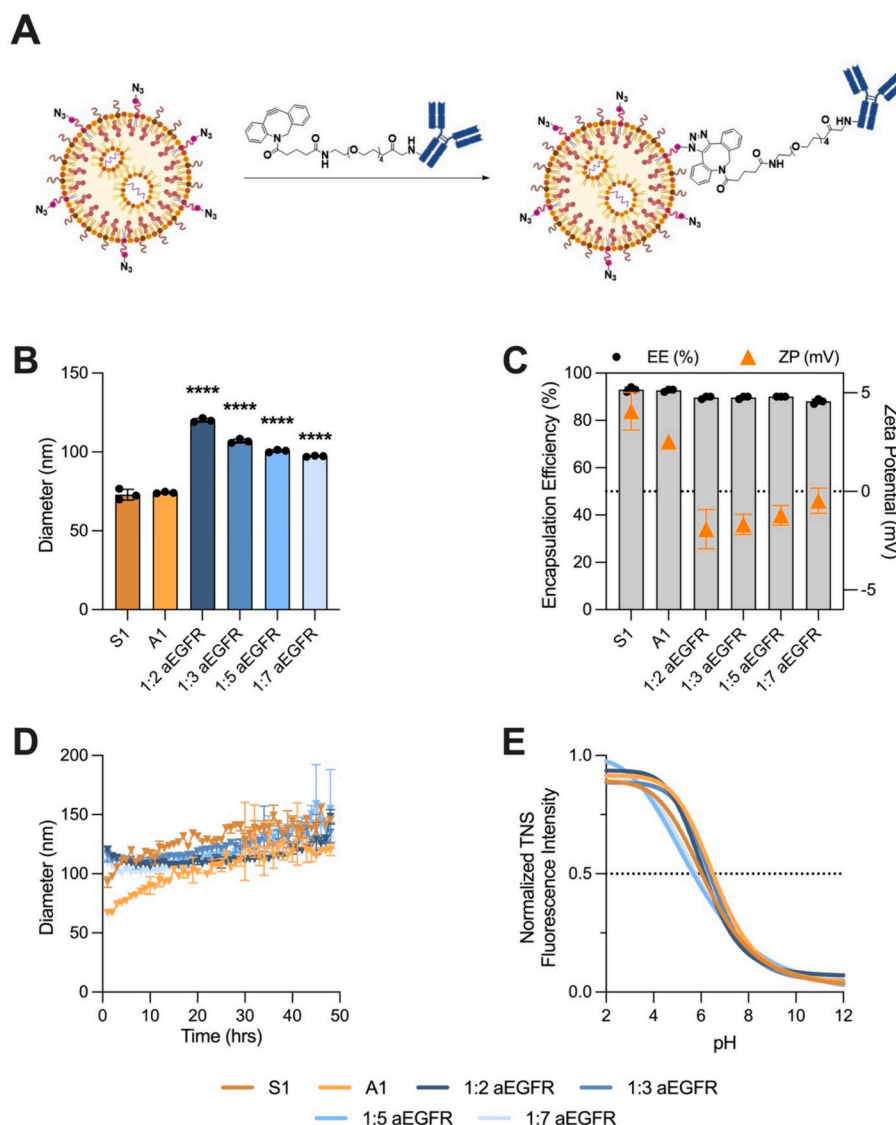 A
N₃
N₃
N₃
N₃
N₃
N₃
N
O
O
N
H
O
4
O
H
N
N₃
N₃
N₃
N₃
N₃
N
N
N
N
O
O
NH
O
4
O
HN
B
Diameter (nm)
150
100
50
0
****
****
****
****
S1
A1
1:2 aEGFR
1:3 aEGFR
1:5 aEGFR
1:7 aEGFR
C
EE (%)
ZP (mV)
Encapsulation Efficiency (%)
100
80
60
40
20
0
5
0
-5
Zeta Potential (mV)
S1
A1
1:2 aEGFR
1:3 aEGFR
1:5 aEGFR
1:7 aEGFR
D
Diameter (nm)
200
150
100
50
0
0 10 20 30 40 50
Time (hrs)
E
Normalized TNS
Fluorescence Intensity
1.0
0.5
0.0
2 4 6 8 10 12
pH
S1 A1 1:2 aEGFR 1:3 aEGFR
1:5 aEGFR 1:7 aEGFR